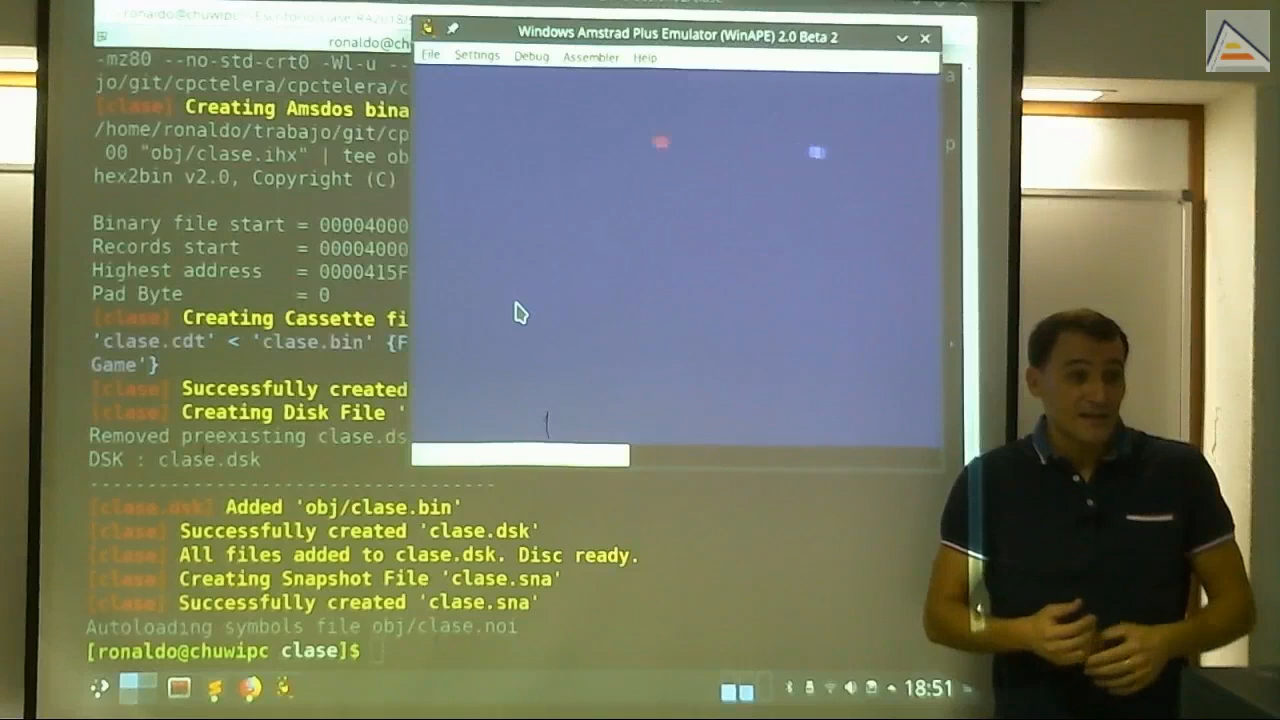 ronaldo@chuwipc
ronaldo@chu
-mz80 --no-std-crt0 -Wl-u --
jo/git/cpctelera/cpctelera/c
[clase] Creating Amsdos bina
/home/ronaldo/trabajo/git/cp
00 "obj/clase.ihx" | tee ob
hex2bin v2.0, Copyright (C)
Binary file start = 00004000
Records start = 00004000
Highest address = 0000415F
Pad Byte = 0
[clase] Creating Cassette fi
'clase.cdt' < 'clase.bin' {F
Game'}
[clase] Successfully created
[clase] Creating Disk File '
Removed preexisting clase.ds
DSK : clase.dsk
--------------------------------
[clase.dsk] Added 'obj/clase.bin'
[clase] Successfully created 'clase.dsk'
[clase] All files added to clase.dsk. Disc ready.
[clase] Creating Snapshot File 'clase.sna'
[clase] Successfully created 'clase.sna'
Autoloading symbols file obj/clase.noi
[ronaldo@chuwipc clase]$
Windows Amstrad Plus Emulator (WinAPE) 2.0 Beta 2
File Settings Debug Assembler Help
a
p
18:51